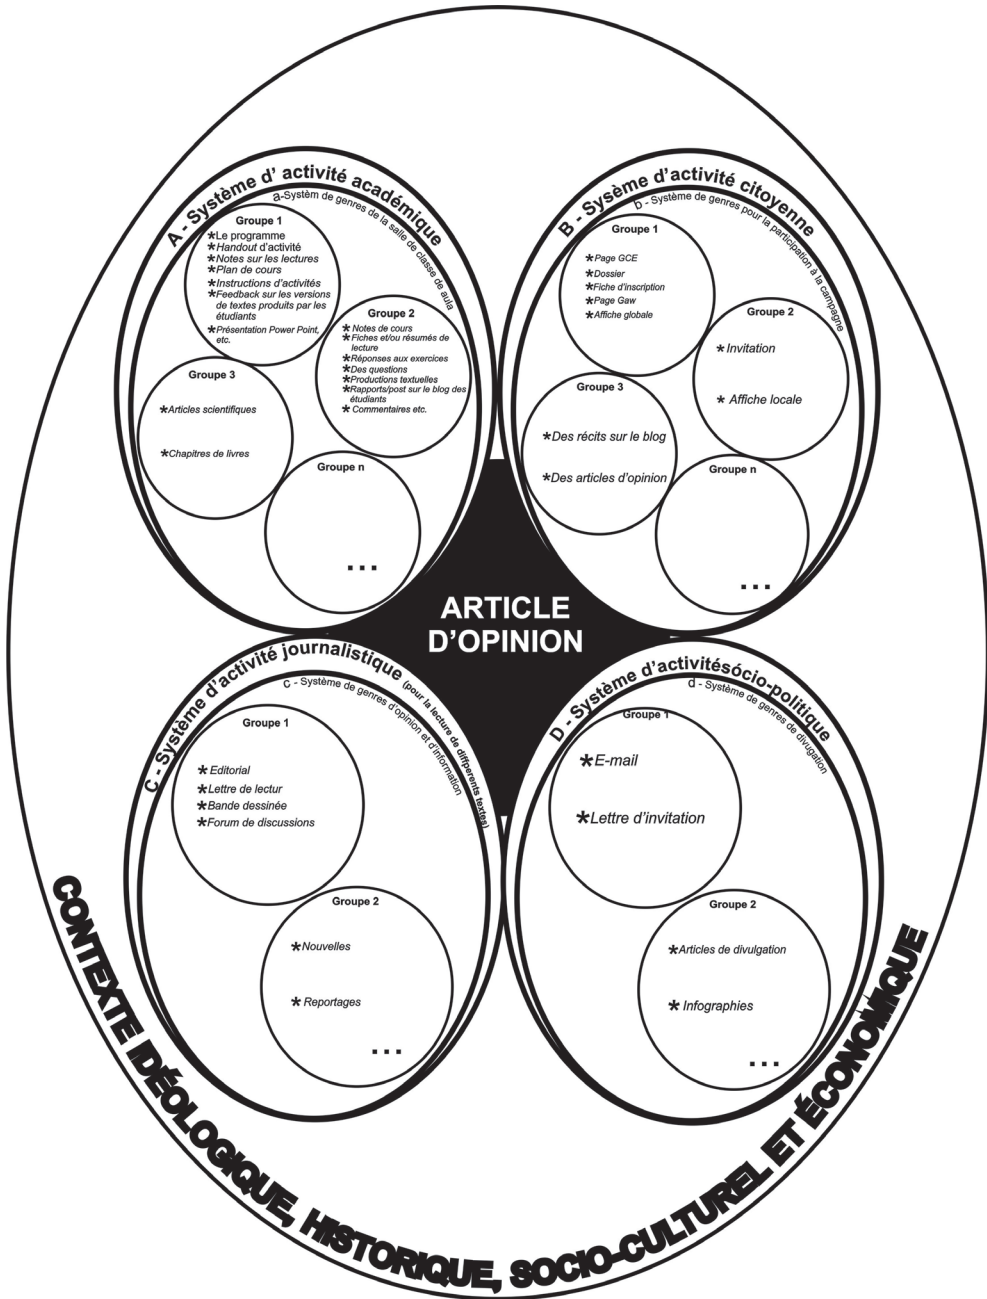 A - Système d' activité académique
a-Systèm de genres de la salle de classe de aula
Groupe 1
*Le programme
*Handout d'activité
*Notes sur les lectures
*Plan de cours
*Instructions d'activités
*Feedback sur les versions
de textes produits par les
étudiants
*Présentation Power Point,
etc.
Groupe 2
* Notes de cours
*Fiches et/ou résumés de
lecture
*Réponses aux exercices
*Des questions
*Productions textuelles
*Rapports/post sur le blog des
étudiants
* Commentaires etc.
Groupe 3
*Articles scientifiques
*Chapitres de livres
Groupe n
...
B - Sysème d'activité citoyenne
b - Système de genres pour la participation à la campagne
Groupe 1
*Page GCE
*Dossier
*Fiche d'inscription
*Page Gaw
*Affiche globale
Groupe 2
* Invitation
* Affiche locale
Groupe 3
*Des récits sur le blog
*Des articles d'opinion
Groupe n
...
ARTICLE
D'OPINION
C - Système d'activité journalistique (pour la lecture de diffperents textes)
c - Système de genres d'opinion et d'information
Groupe 1
*Editorial
*Lettre de lectur
*Bande dessinée
*Forum de discussions
Groupe 2
*Nouvelles
*Reportages
...
D - Système d'activitésócio-politique
d - Système de genres de divugation
Groupe 1
*E-mail
*Lettre d'invitation
Groupe 2
*Articles de divulgation
* Infographies
...
CONTEXTE IDÉOLOGIQUE, HISTORIQUE, SOCIO-CULTUREL ET ÉCONOMIQUE